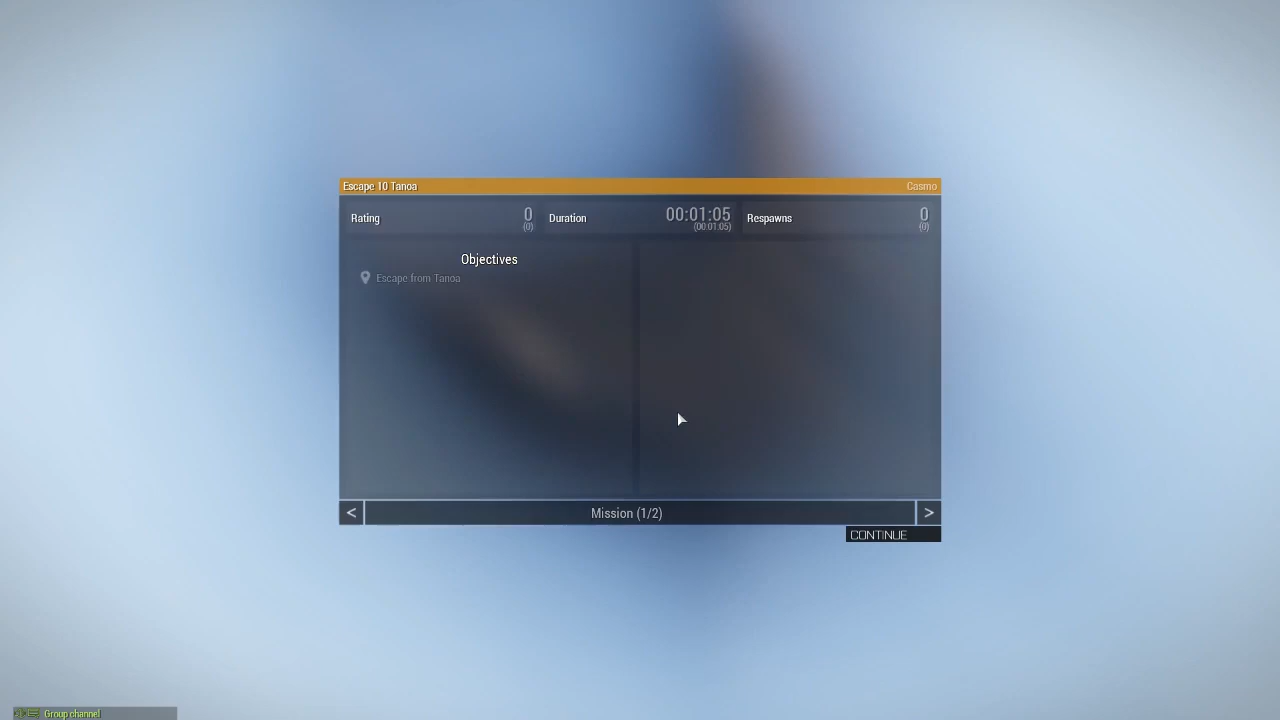 Escape 10 Tanoa Casmo
Rating 0 Duration 00:01:05 Respawns 0
(0) (00:01:05) (0)
Objectives
Escape from Tanoa
< Mission (1/2) >
CONTINUE
Group channel